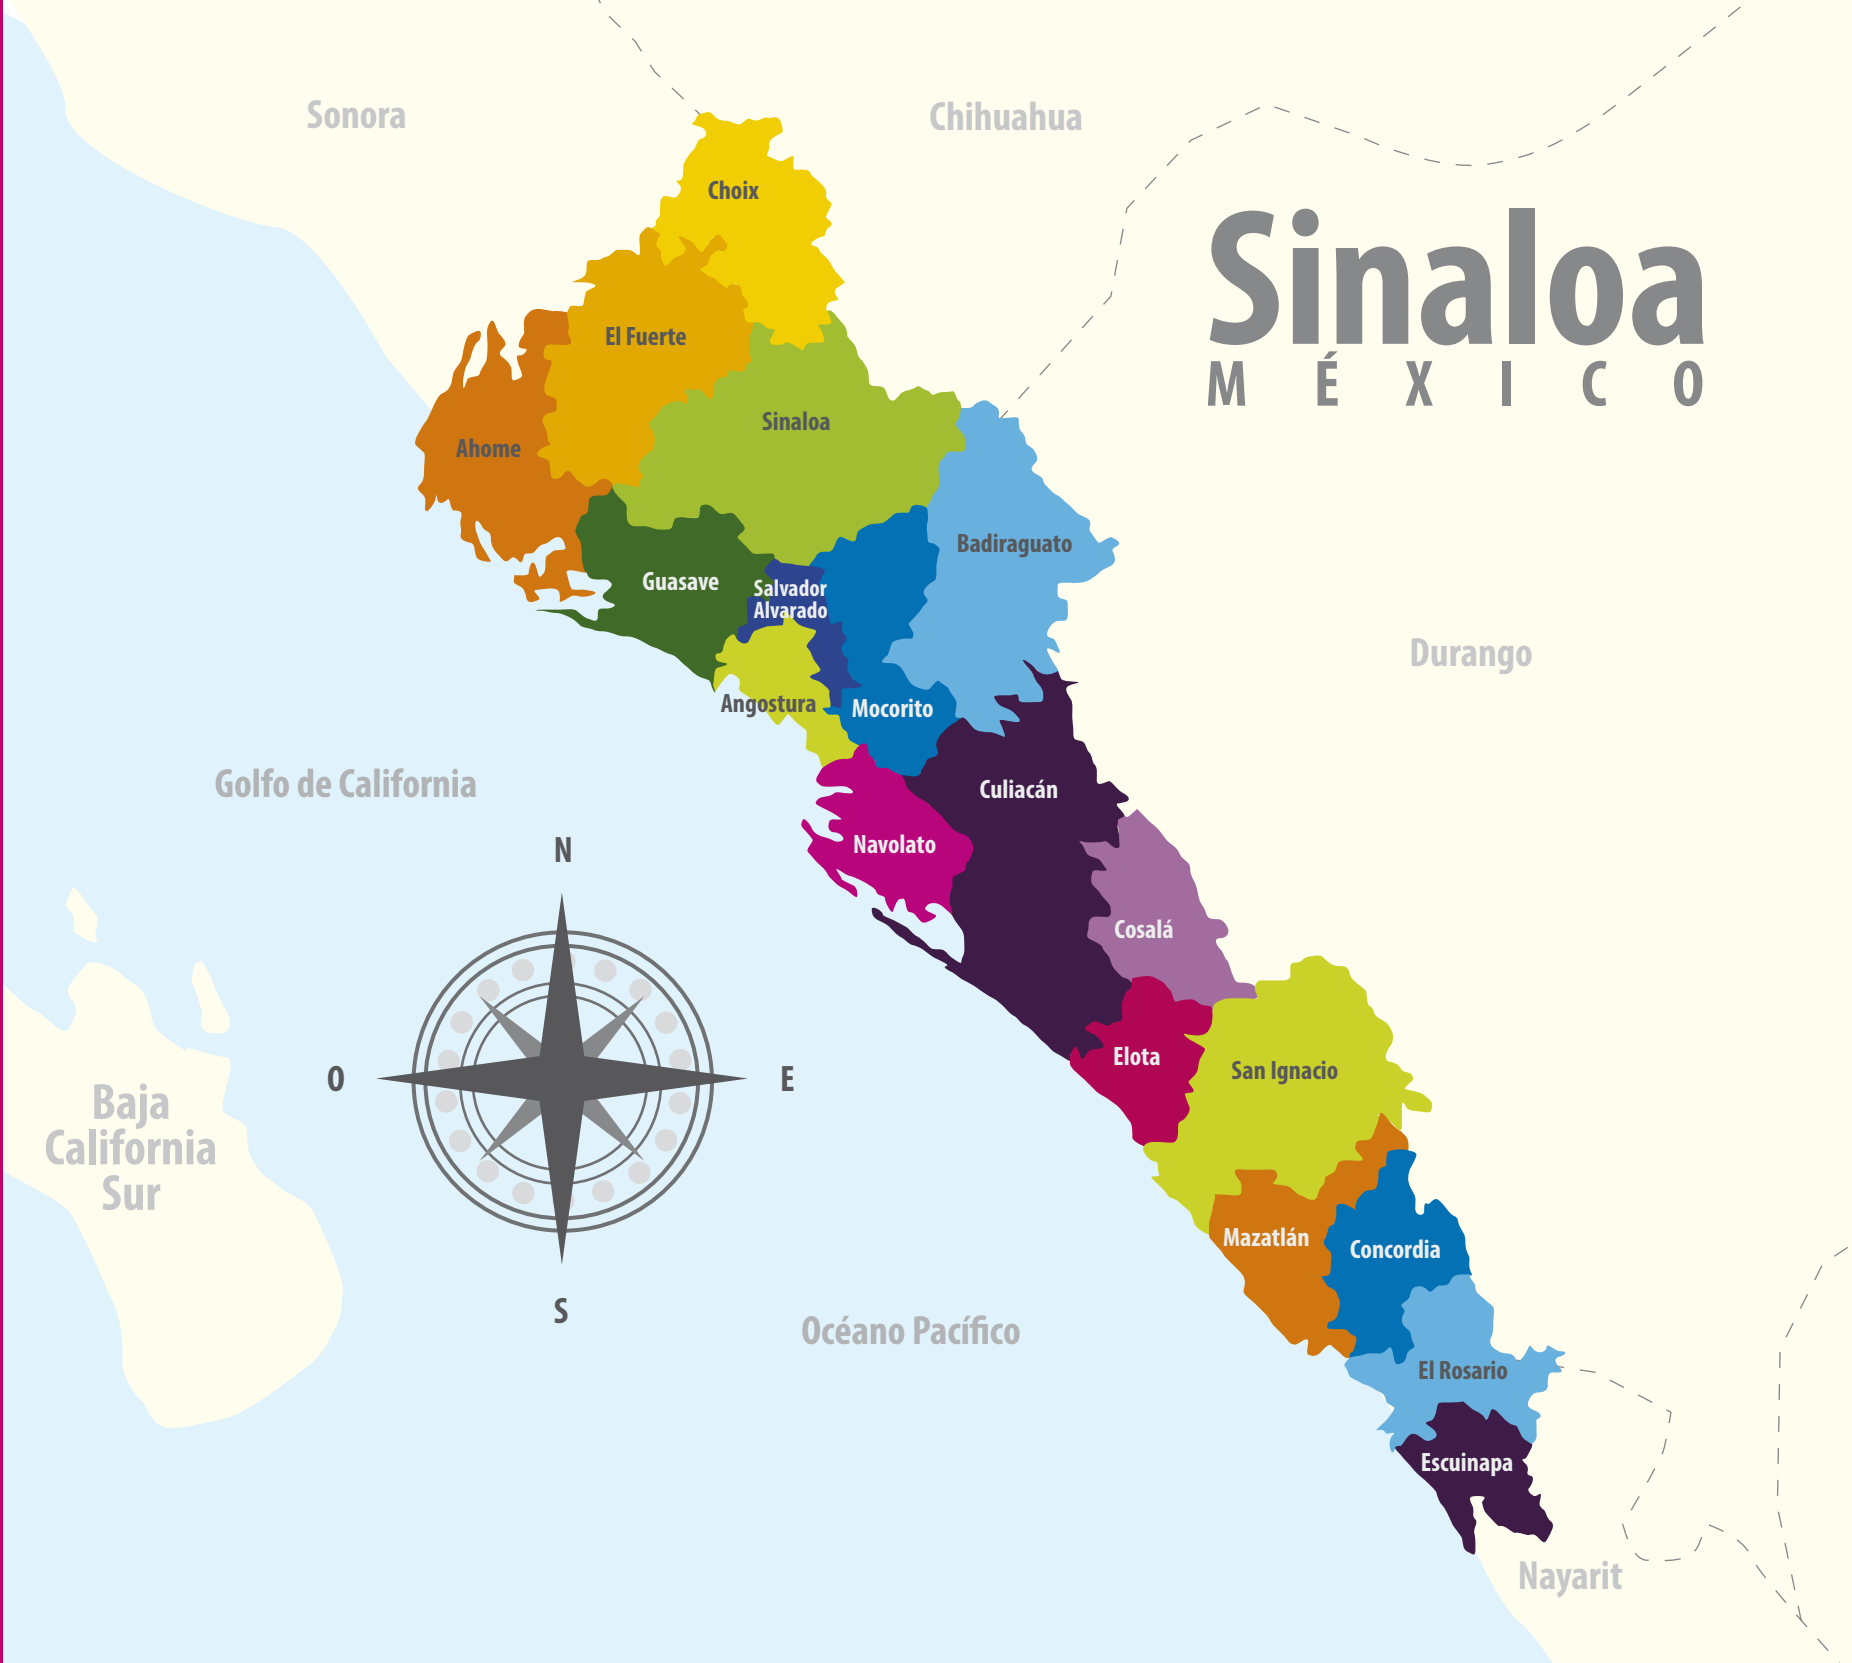 Sonora
Chihuahua
Choix
Sinaloa
MÉXICO
El Fuerte
Sinaloa
Ahome
Badiraguato
Guasave
Salvador
Alvarado
Durango
Angostura
Mocorito
Golfo de California
Culiacán
Navolato
N
Cosalá
Elota
San Ignacio
O
E
Baja
California
Sur
Mazatlán
Concordia
S
Océano Pacífico
El Rosario
Escuinapa
Nayarit